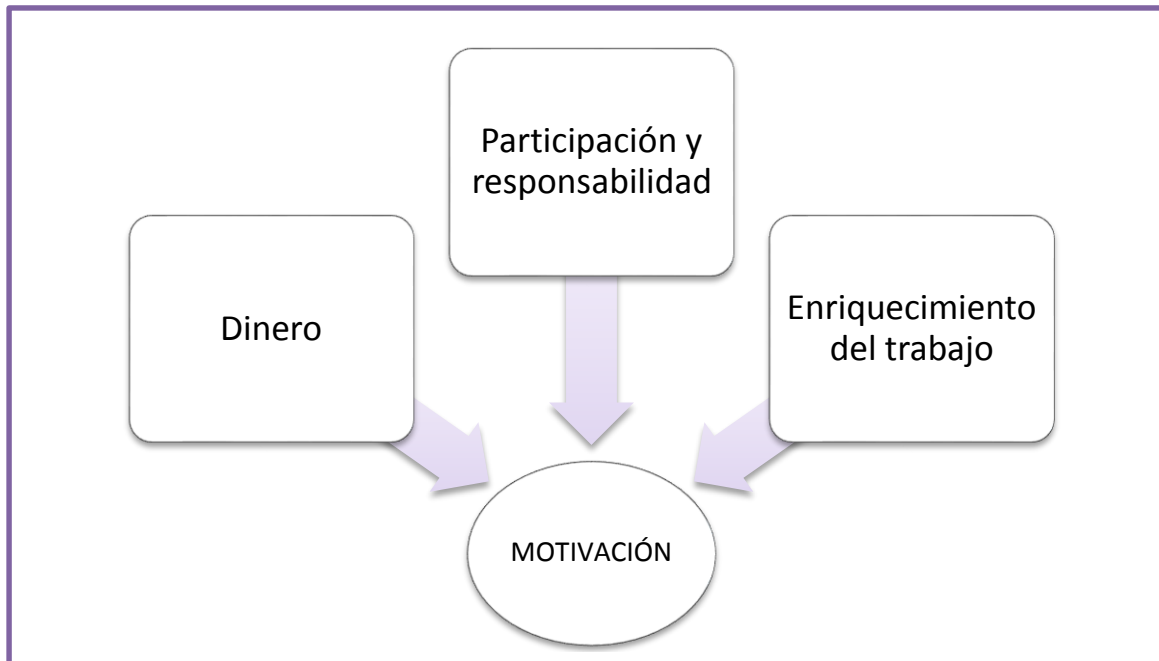 Participación y
responsabilidad
Dinero
Enriquecimiento
del trabajo
MOTIVACIÓN